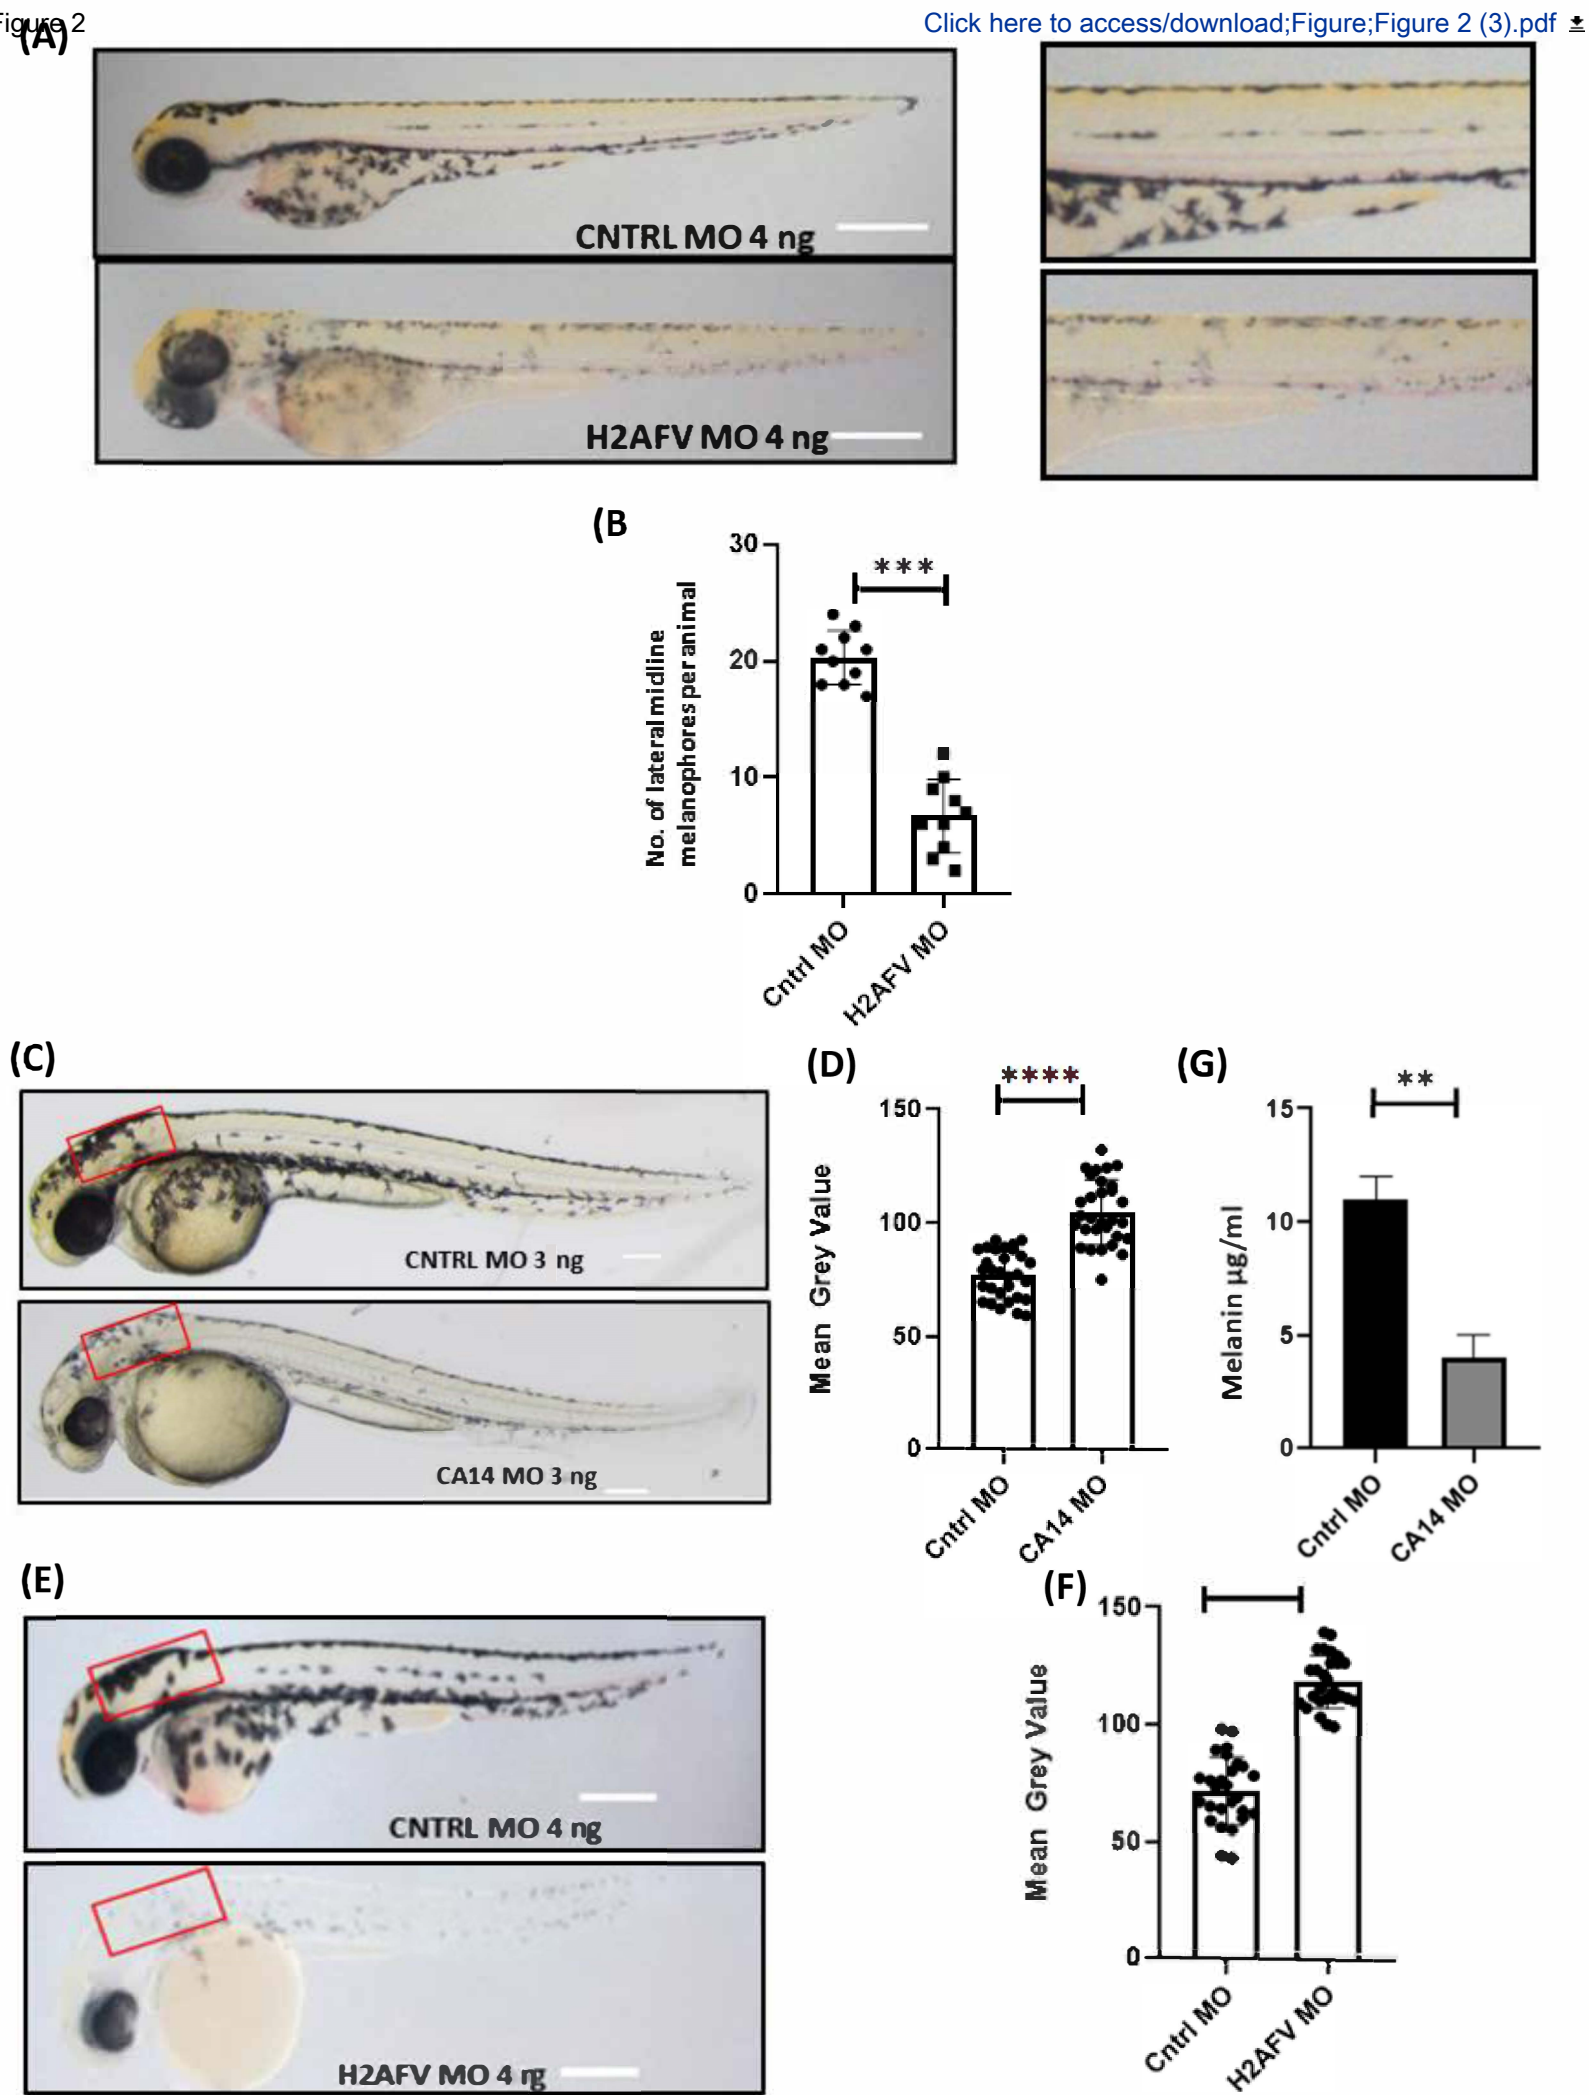 Figure 2
Click here to access/download;Figure;Figure 2 (3).pdf
(A)
CNTRL MO 4 ng
H2AFV MO 4 ng
(B
30
20
10
0
No. of lateral midline
melanophores per animal
***
Cntrl MO
H2AFV MO
(C)
CNTRL MO 3 ng
CA14 MO 3 ng
(D)
****
150
100
50
0
Mean Grey Value
Cntrl MO
CA14 MO
(G)
**
15
10
5
0
Melanin µg/ml
Cntrl MO
CA14 MO
(E)
CNTRL MO 4 ng
H2AFV MO 4 ng
(F)
150
100
50
0
Mean Grey Value
Cntrl MO
H2AFV MO